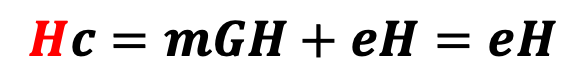 Hc = mGH + eH = eH